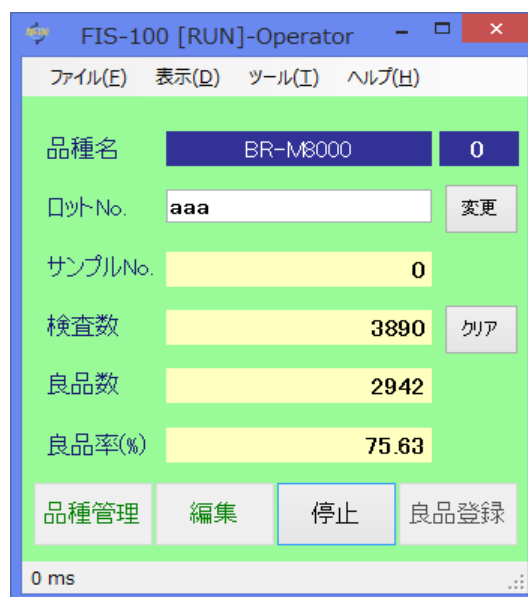 FIS-100 [RUN]-Operator
ファイル(F) 表示(D) ツール(T) ヘルプ(H)
品種名 BR-M8000 0
ロットNo. aaa 変更
サンプルNo. 0
検査数 3890 クリア
良品数 2942
良品率(%) 75.63
品種管理 編集 停止 良品登録
0 ms